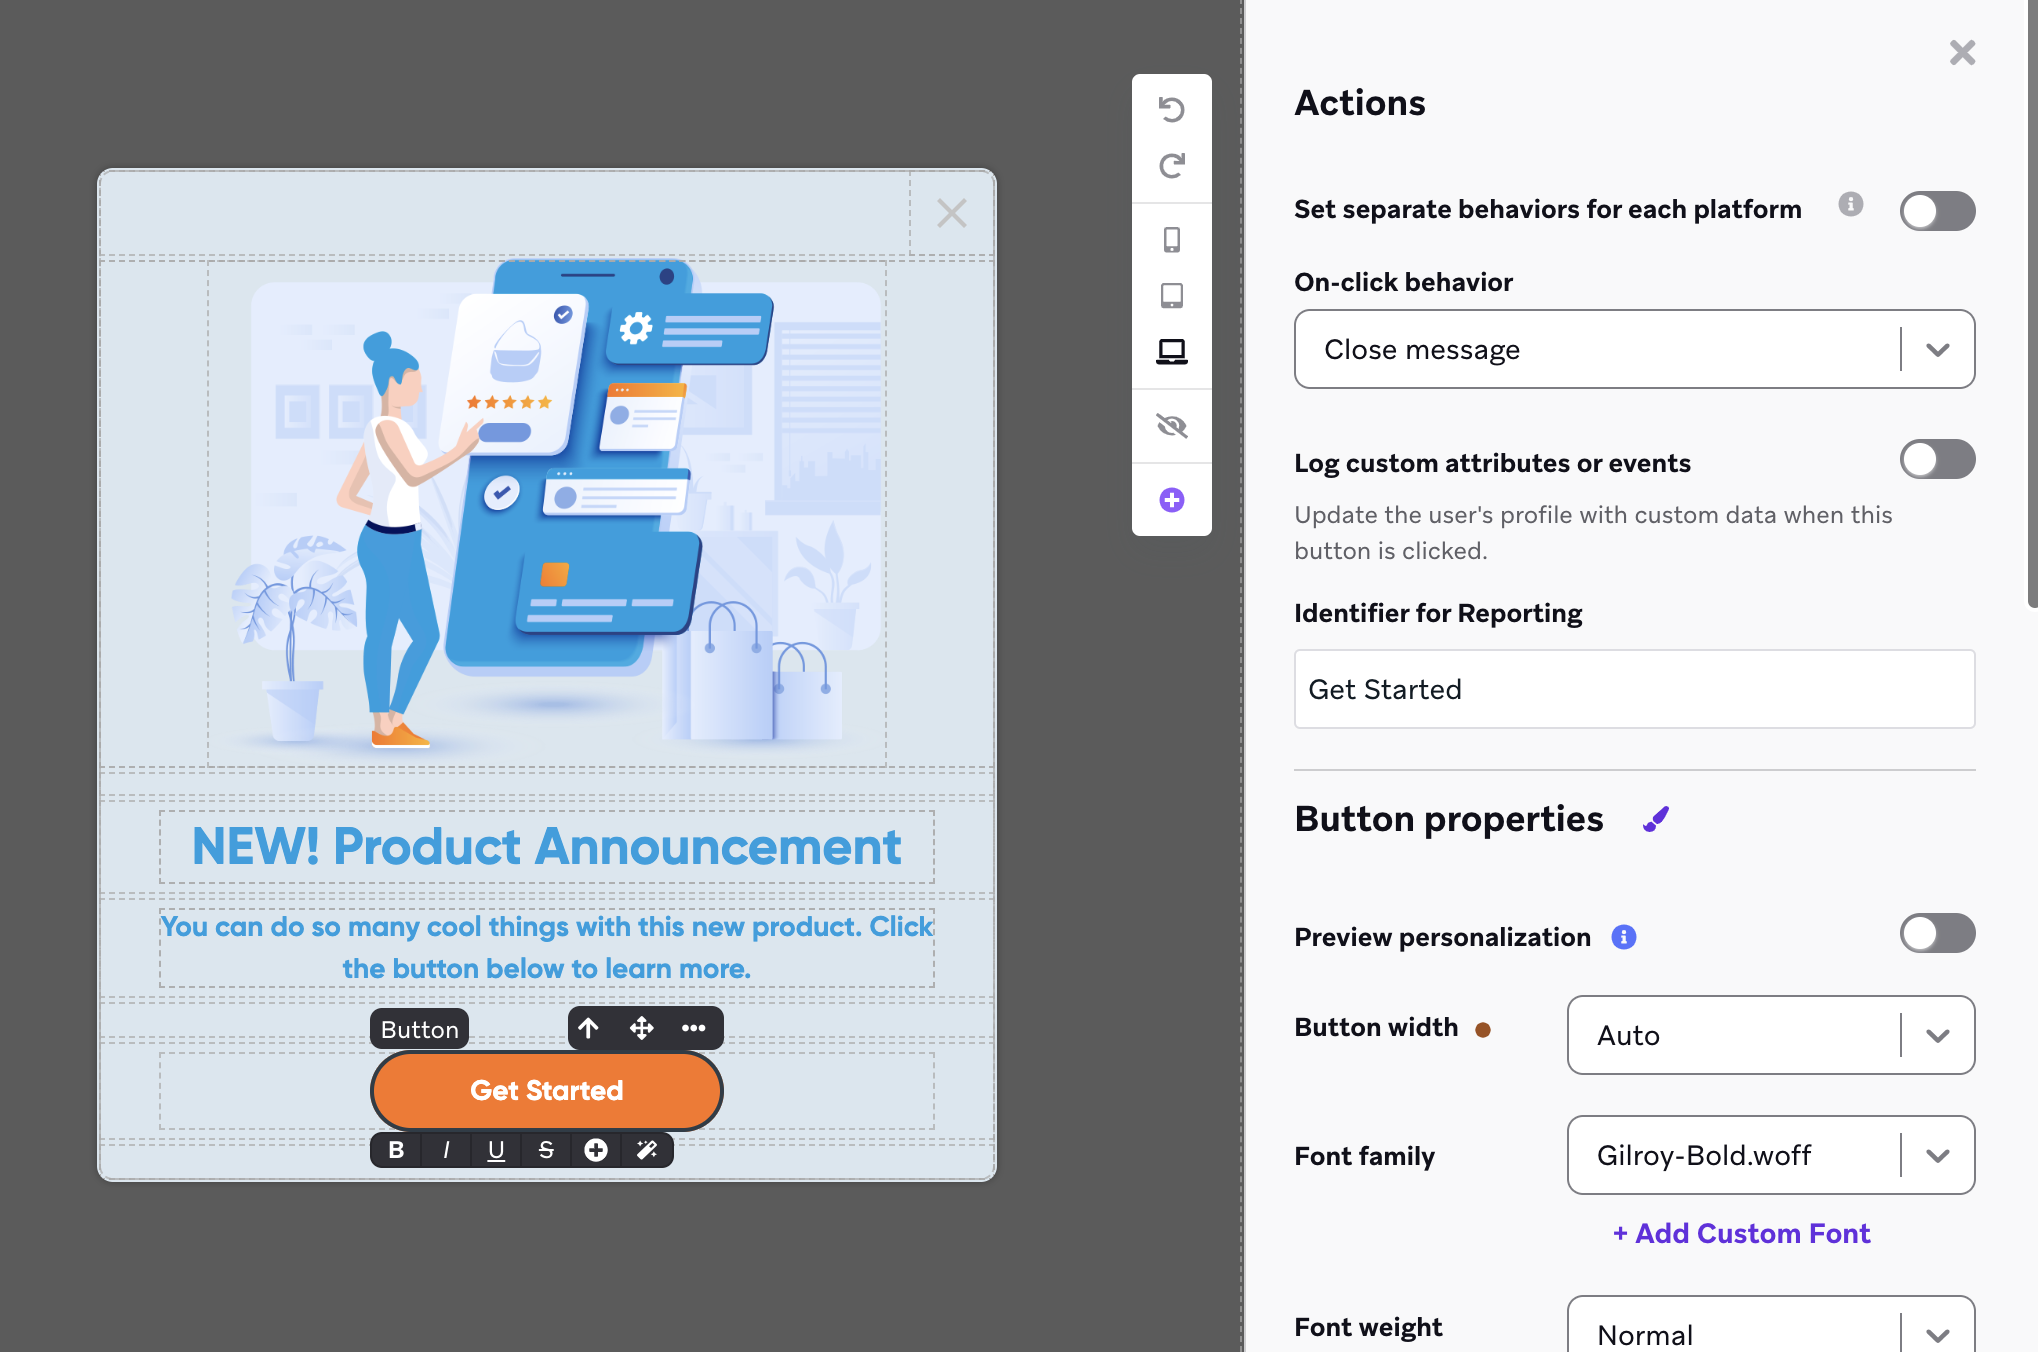 NEW! Product Announcement
You can do so many cool things with this new product. Click
the button below to learn more.
Button
Get Started
B I U S
Actions
Set separate behaviors for each platform
On-click behavior
Close message
Log custom attributes or events
Update the user's profile with custom data when this
button is clicked.
Identifier for Reporting
Get Started
Button properties
Preview personalization
Button width
Auto
Font family
Gilroy-Bold.woff
+ Add Custom Font
Font weight
Normal